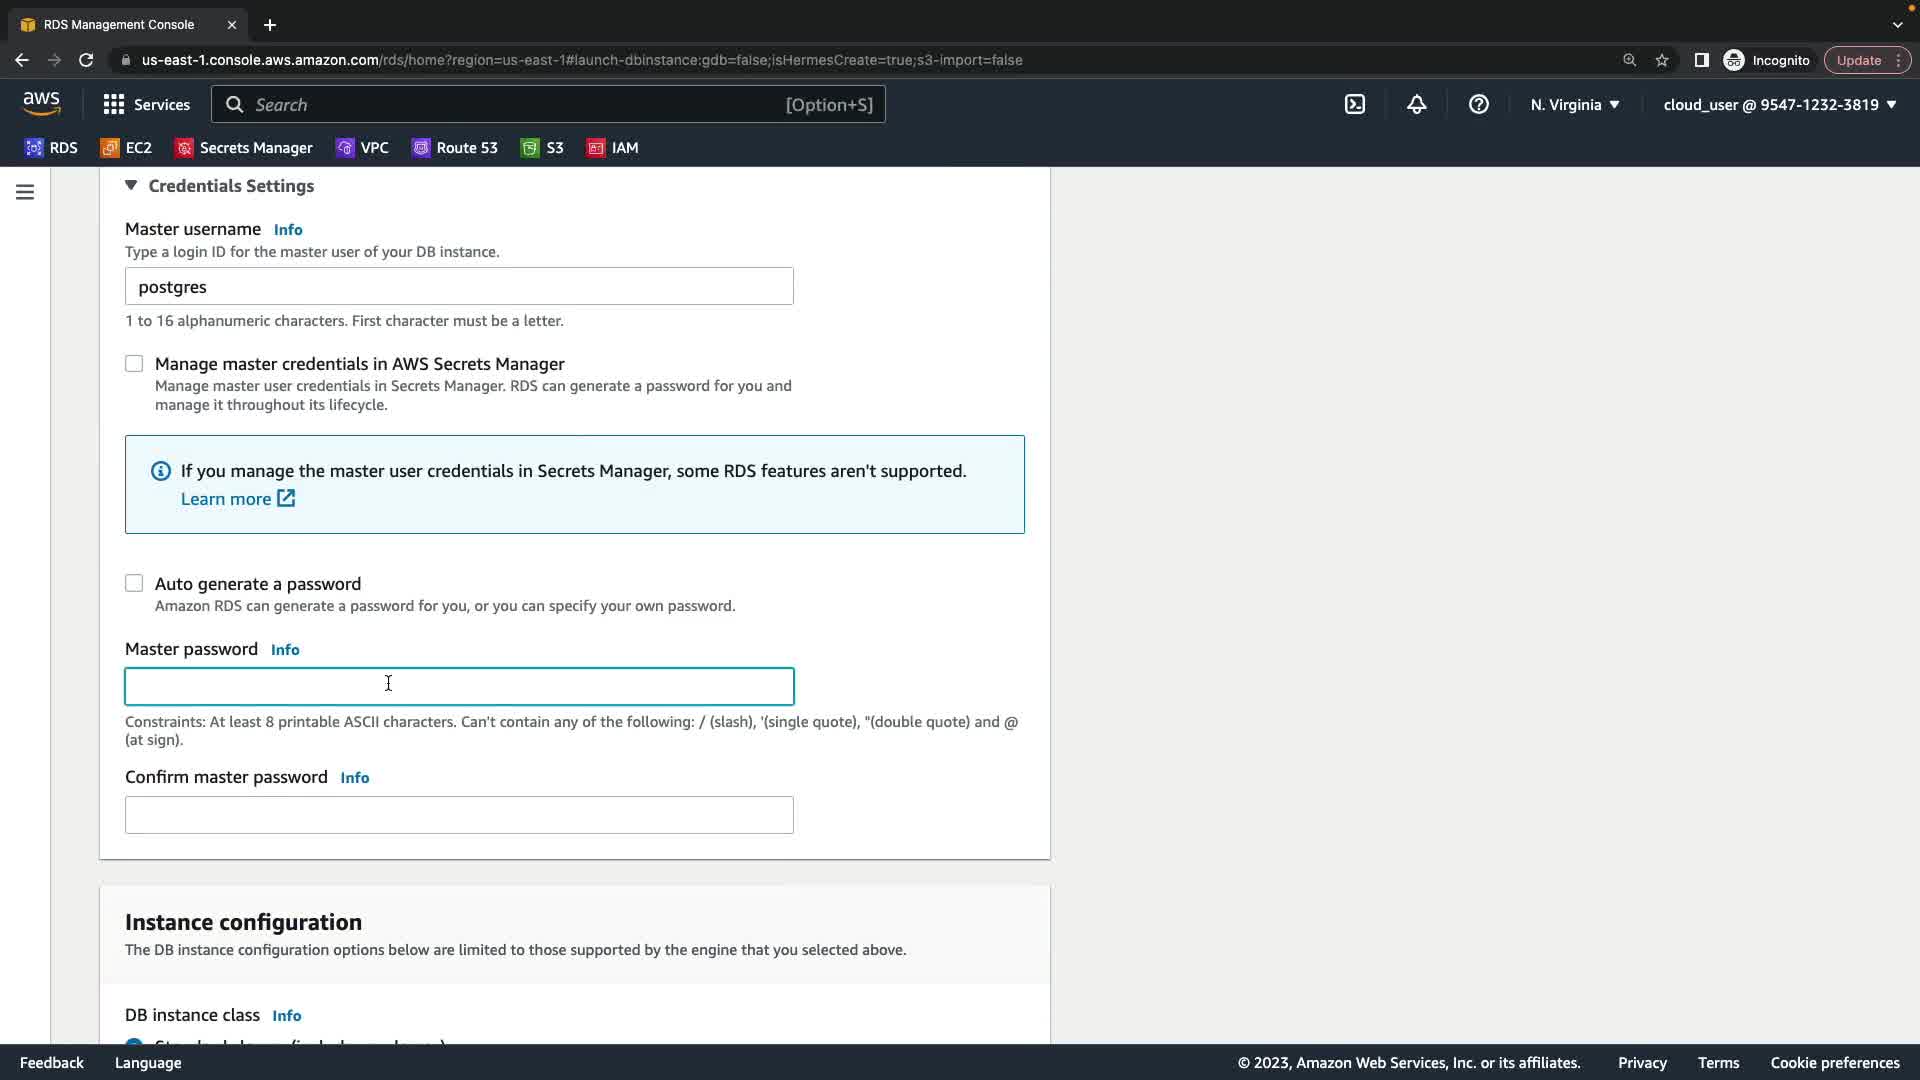 RDS Management Console
us-east-1.console.aws.amazon.com/rds/home?region=us-east-1#launch-dbinstance:gdb=false;isHermesCreate=true;s3-import=false
Incognito
Update
aws
Services
Search
[Option+S]
N. Virginia
cloud_user @ 9547-1232-3819
RDS
EC2
Secrets Manager
VPC
Route 53
S3
IAM
Credentials Settings
Master username Info
Type a login ID for the master user of your DB instance.
postgres
1 to 16 alphanumeric characters. First character must be a letter.
Manage master credentials in AWS Secrets Manager
Manage master user credentials in Secrets Manager. RDS can generate a password for you and
manage it throughout its lifecycle.
If you manage the master user credentials in Secrets Manager, some RDS features aren't supported.
Learn more
Auto generate a password
Amazon RDS can generate a password for you, or you can specify your own password.
Master password Info
Constraints: At least 8 printable ASCII characters. Can't contain any of the following: / (slash), '(single quote), "(double quote) and @
(at sign).
Confirm master password Info
Instance configuration
The DB instance configuration options below are limited to those supported by the engine that you selected above.
DB instance class Info
Feedback
Language
© 2023, Amazon Web Services, Inc. or its affiliates.
Privacy
Terms
Cookie preferences